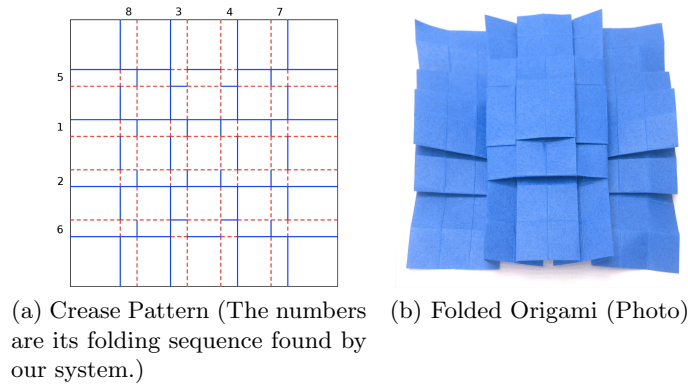 8 3 4 7
5
1
2
6
(a) Crease Pattern (The numbers
are its folding sequence found by
our system.)
(b) Folded Origami (Photo)